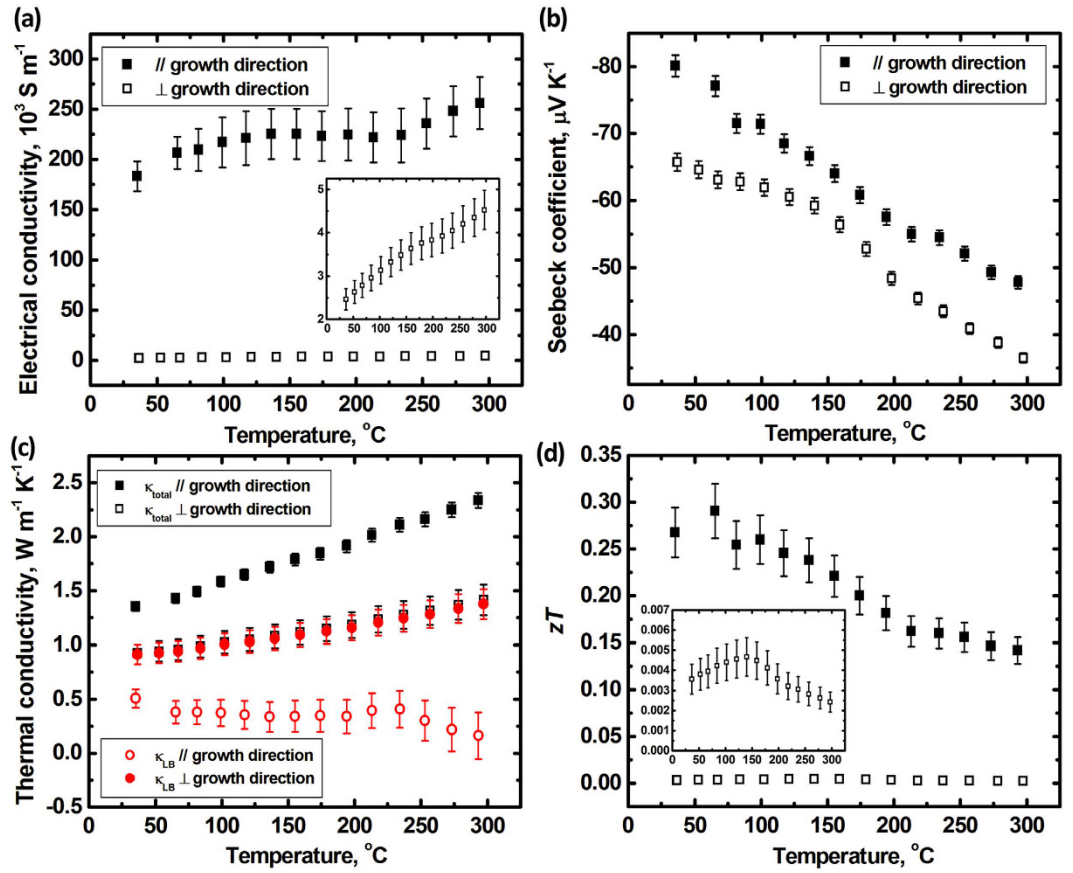 (a)
Electrical conductivity, 10³ S m⁻¹
300
250
225
175
150
100
75
50
25
0
■ // growth direction
□ ⊥ growth direction
5
4
3
2
0 50 100 150 200 250 300
0 50 100 150 200 250 300
Temperature, °C
(b)
Seebeck coefficient, μV K⁻¹
-80
-70
-60
-50
-40
■ // growth direction
□ ⊥ growth direction
0 50 100 150 200 250 300
Temperature, °C
(c)
Thermal conductivity, W m⁻¹ K⁻¹
2.5
2.0
1.5
1.0
0.5
0.0
-0.5
κtotal // growth direction
κtotal ⊥ growth direction
κLB // growth direction
κLB ⊥ growth direction
0 50 100 150 200 250 300
Temperature, °C
(d)
zT
0.35
0.30
0.25
0.20
0.15
0.10
0.05
0.00
0.007
0.006
0.005
0.004
0.003
0.002
0.001
0.000
0 50 100 150 200 250 300
0 50 100 150 200 250 300
Temperature, °C